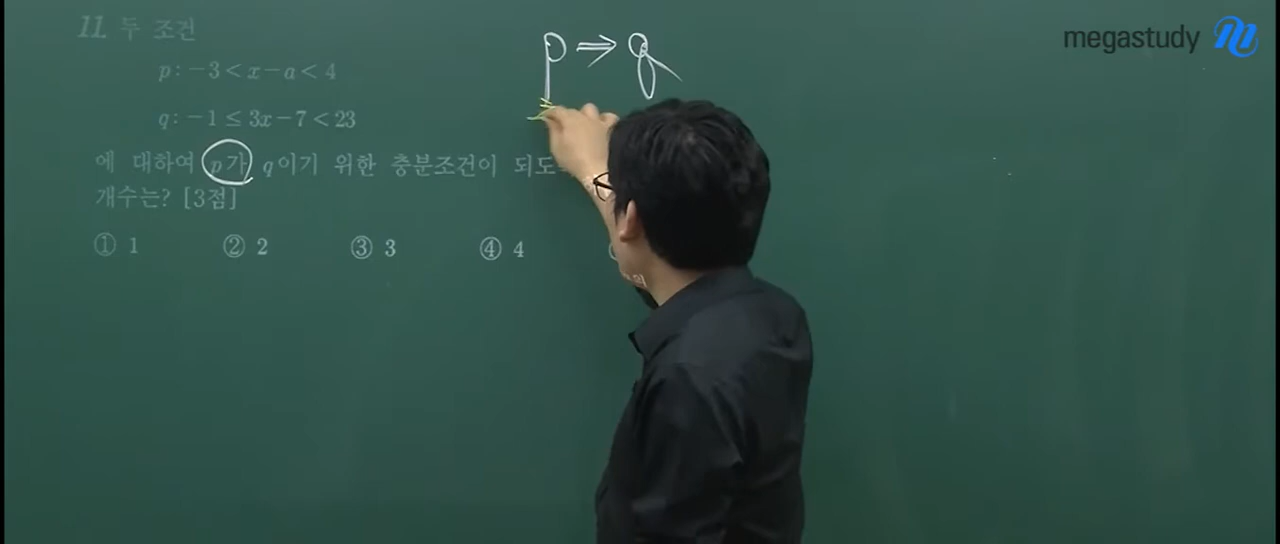 11. 두 조건
p : −3 < x − a < 4
q : −1 ≤ 3x − 7 < 23
에 대하여 p가 q이기 위한 충분조건이 되도
개수는? [3점]
① 1 ② 2 ③ 3 ④ 4
p ⇒ q
megastudy